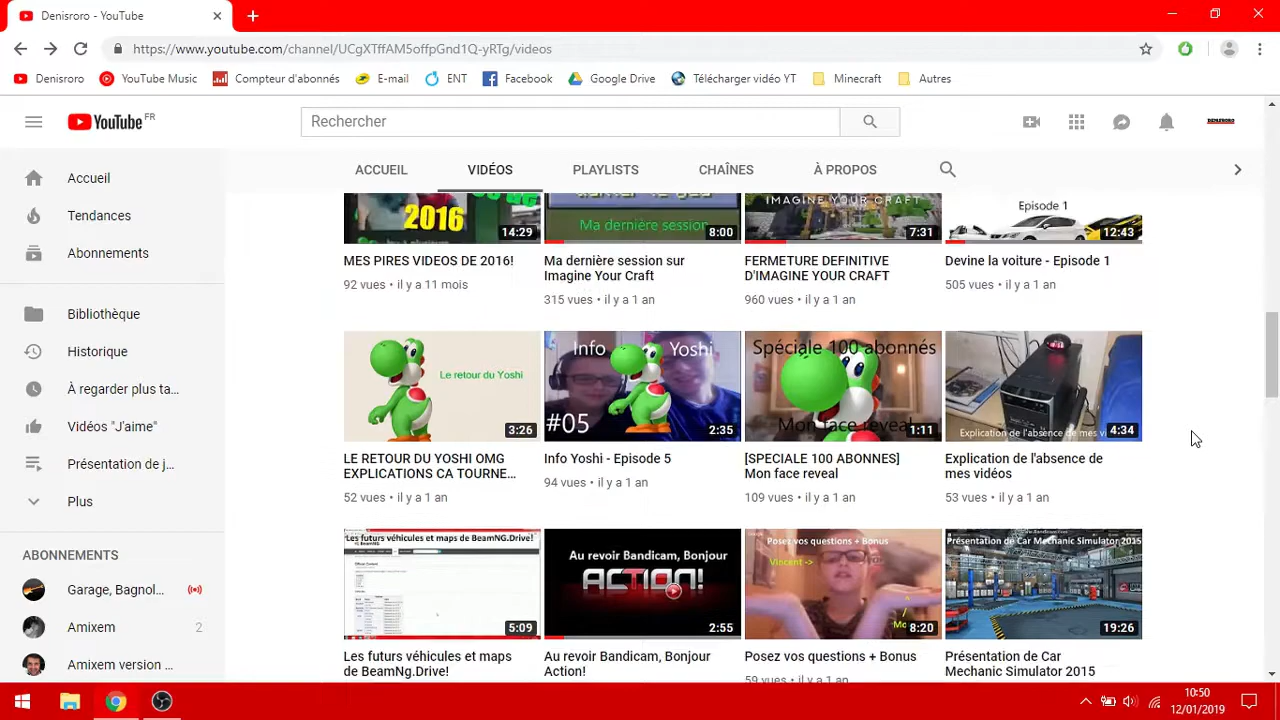 Denisroro - YouTube
https://www.youtube.com/channel/UCgXTffAM5offpGnd1Q-yRTg/videos
Denisroro YouTube Music Compteur d'abonnés E-mail ENT Facebook Google Drive Télécharger vidéo YT Minecraft Autres
YouTube FR
Rechercher
DENISRORO
ACCUEIL VIDÉOS PLAYLISTS CHAÎNES À PROPOS
Accueil
Tendances
Abonnements
Bibliothèque
Historique
À regarder plus ta...
Vidéos "J'aime"
Présentation de j...
Plus
ABONNEMENTS
Garage, Bagnol...
Amixem 2
Amixem version ...
2016
14:29
MES PIRES VIDEOS DE 2016!
92 vues • il y a 11 mois
Ma dernière session
8:00
Ma dernière session sur
Imagine Your Craft
315 vues • il y a 1 an
IMAGINE YOUR CRAFT
7:31
FERMETURE DEFINITIVE
D'IMAGINE YOUR CRAFT
960 vues • il y a 1 an
Episode 1
12:43
Devine la voiture - Episode 1
505 vues • il y a 1 an
Le retour du Yoshi
3:26
LE RETOUR DU YOSHI OMG
EXPLICATIONS CA TOURNE...
52 vues • il y a 1 an
Info Yoshi
#05
2:35
Info Yoshi - Episode 5
94 vues • il y a 1 an
Spéciale 100 abonnés
Mon face reveal
1:11
[SPECIALE 100 ABONNES]
Mon face reveal
109 vues • il y a 1 an
Explication de l'absence de mes vi
4:34
Explication de l'absence de
mes vidéos
53 vues • il y a 1 an
Les futurs véhicules et maps de BeamNG.Drive!
5:09
Les futurs véhicules et maps
de BeamNg.Drive!
Au revoir Bandicam, Bonjour
ACTION!
2:55
Au revoir Bandicam, Bonjour
Action!
Posez vos questions + Bonus
Vincent ->
8:20
Posez vos questions + Bonus
59 vues • il y a 1 an
Présentation de Car Mechanic Simulator 2015
19:26
Présentation de Car
Mechanic Simulator 2015
10:50
12/01/2019